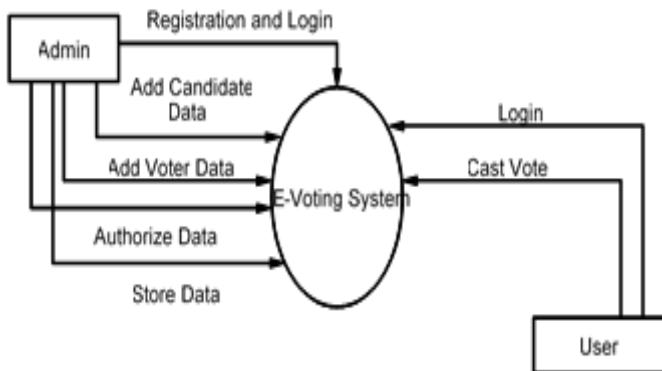 Registration and Login
Admin
Add Candidate
Data
Login
Add Voter Data
Cast Vote
E-Voting System
Authorize Data
Store Data
User